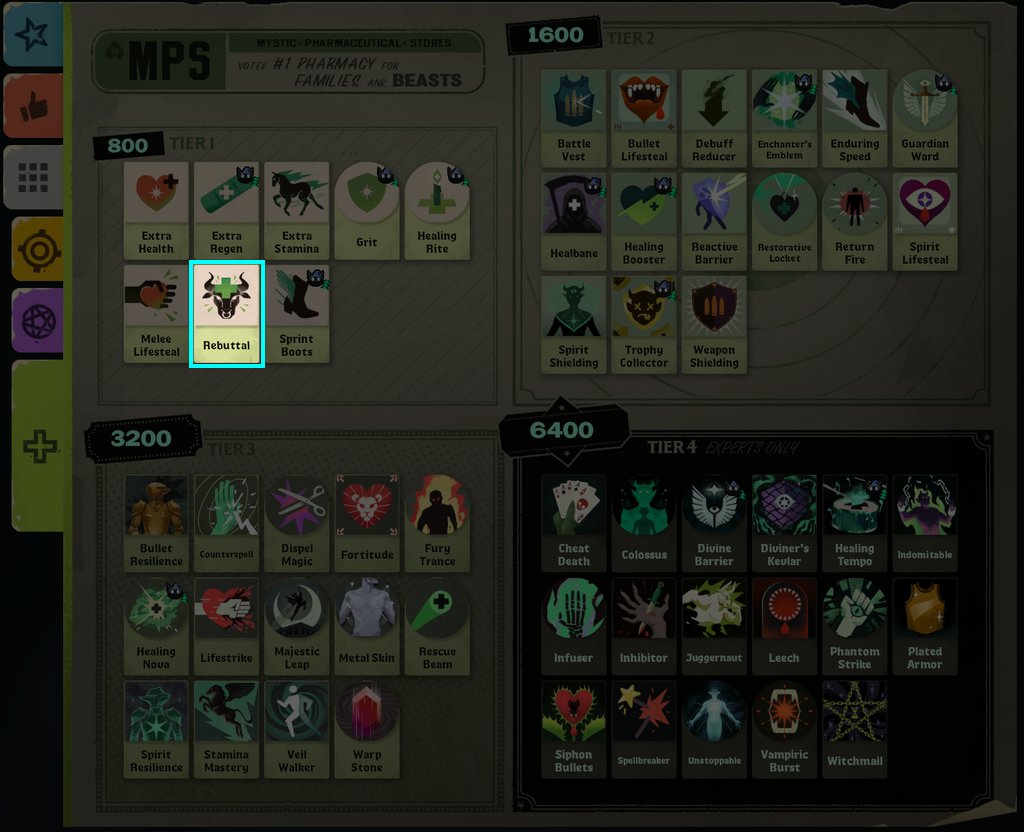 MPS
MYSTIC • PHARMACEUTICAL • STORES
VOTED #1 PHARMACY FOR
FAMILIES AND BEASTS
800
TIER 1
Extra
Health
Extra
Regen
Extra
Stamina
Grit
Healing
Rite
Melee
Lifesteal
Rebuttal
Sprint
Boots
1600
TIER 2
Battle
Vest
Bullet
Lifesteal
Debuff
Reducer
Enchanter's
Emblem
Enduring
Speed
Guardian
Ward
Healbane
Healing
Booster
Reactive
Barrier
Restorative
Locket
Return
Fire
Spirit
Lifesteal
Spirit
Shielding
Trophy
Collector
Weapon
Shielding
3200
TIER 3
Bullet
Resilience
Counterspell
Dispel
Magic
Fortitude
Fury
Trance
Healing
Nova
Lifestrike
Majestic
Leap
Metal Skin
Rescue
Beam
Spirit
Resilience
Stamina
Mastery
Veil
Walker
Warp
Stone
6400
TIER 4 EXPERTS ONLY
Cheat
Death
Colossus
Divine
Barrier
Diviner's
Kevlar
Healing
Tempo
Indomitable
Infuser
Inhibitor
Juggernaut
Leech
Phantom
Strike
Plated
Armor
Siphon
Bullets
Spellbreaker
Unstoppable
Vampiric
Burst
Witchmail